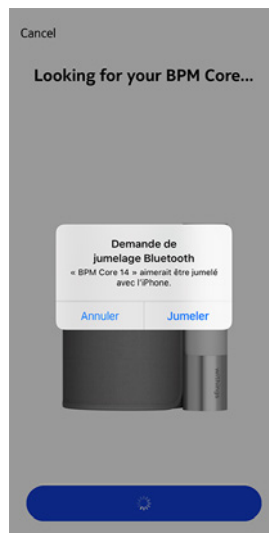 Cancel
Looking for your BPM Core...
Demande de
jumelage Bluetooth
« BPM Core 14 » aimerait être jumelé
avec l'iPhone.
Annuler
Jumeler
WITHINGS